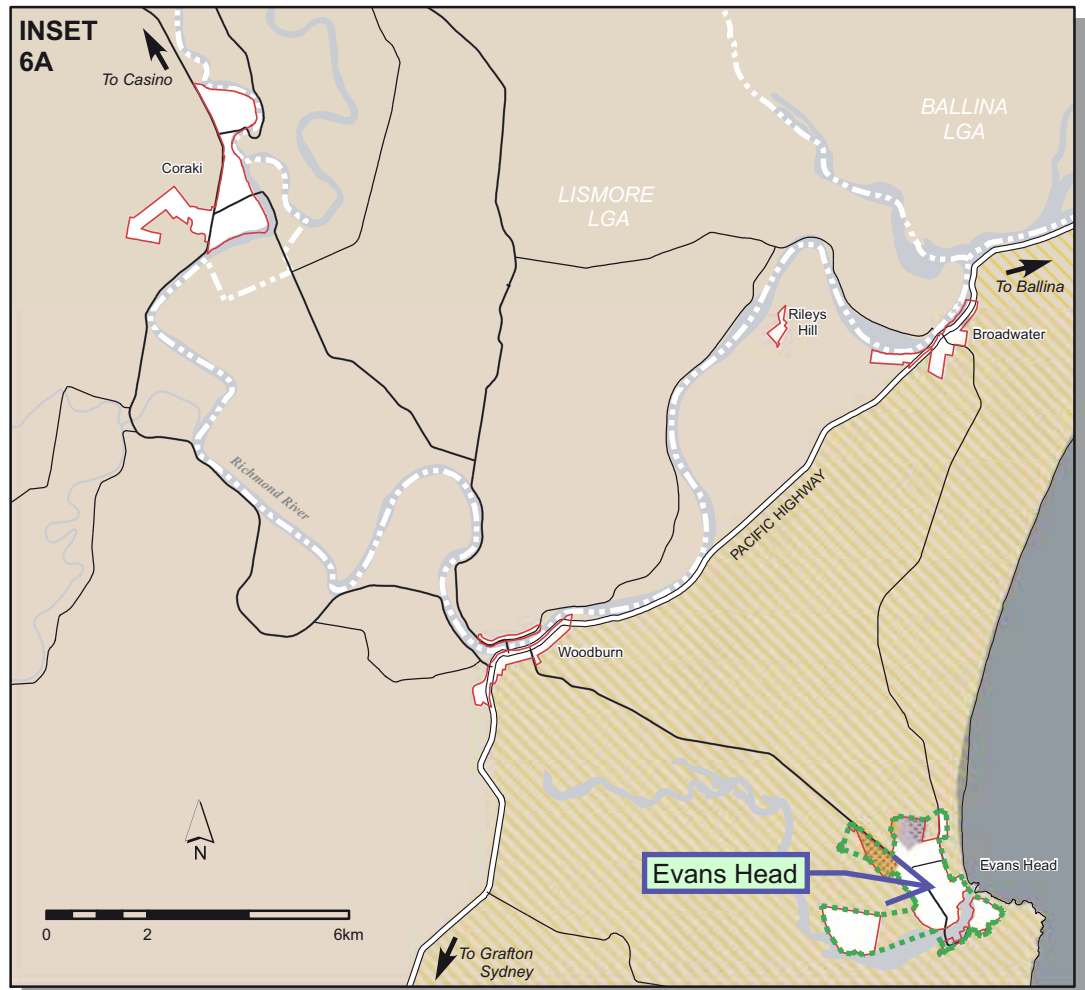 INSET
6A
To Casino
BALLINA
LGA
Coraki
LISMORE
LGA
To Ballina
Rileys
Hill
Broadwater
Richmond River
PACIFIC HIGHWAY
Woodburn
N
Evans Head
Evans Head
0 2 6km
To Grafton
Sydney